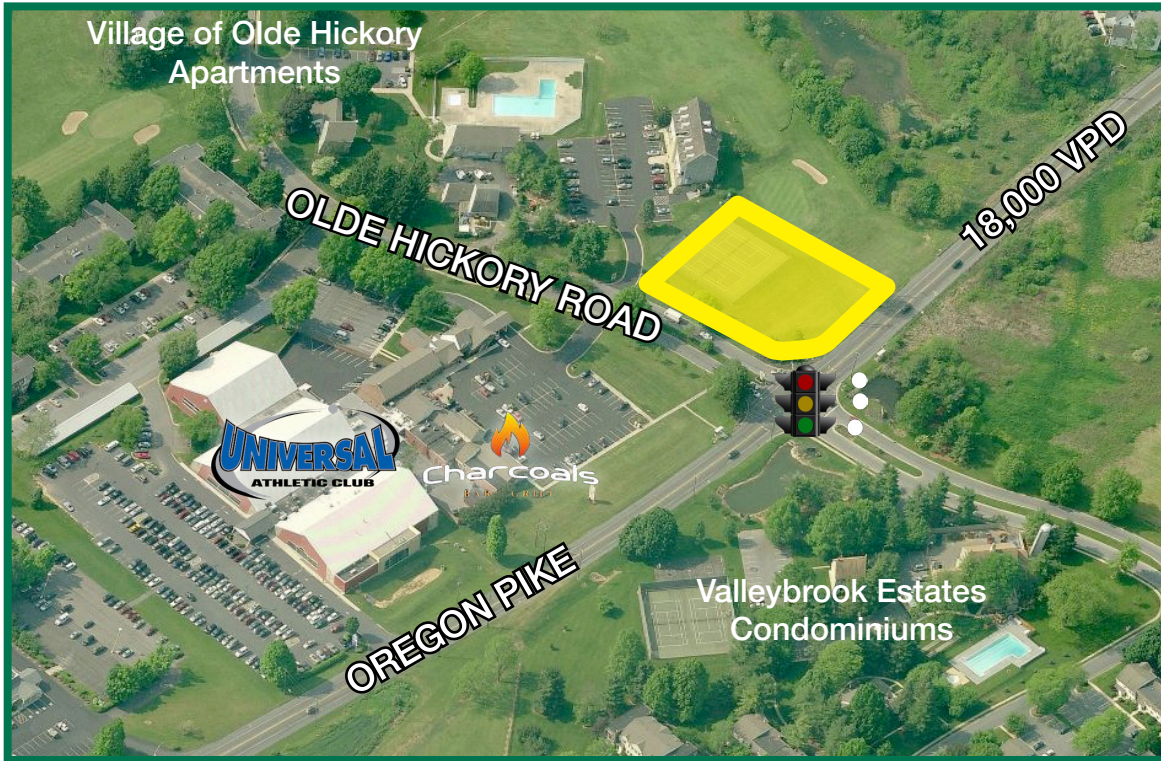 Village of Olde Hickory
Apartments
18,000 VPD
OLDE HICKORY ROAD
UNIVERSAL
ATHLETIC CLUB
Charcoals
OREGON PIKE
Valleybrook Estates
Condominiums